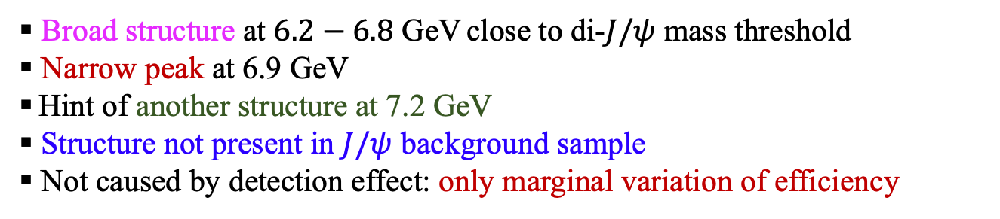 ▪ Broad structure at 6.2 − 6.8 GeV close to di-J/ψ mass threshold
▪ Narrow peak at 6.9 GeV
▪ Hint of another structure at 7.2 GeV
▪ Structure not present in J/ψ background sample
▪ Not caused by detection effect: only marginal variation of efficiency